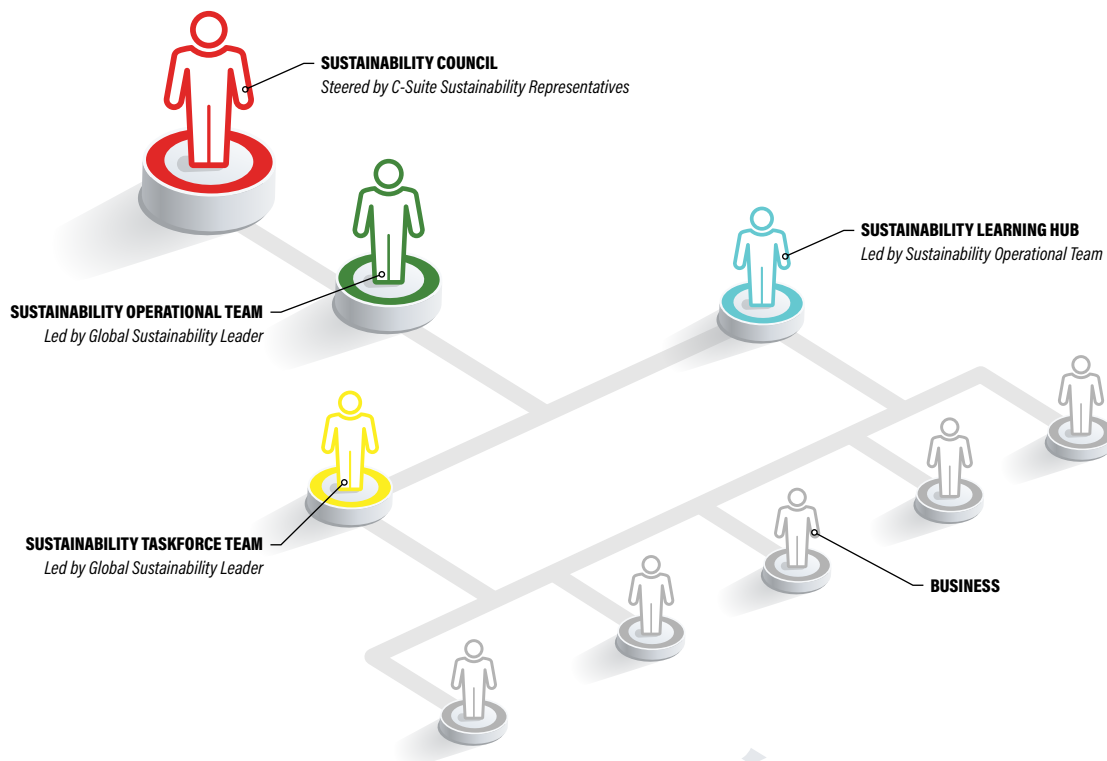 SUSTAINABILITY COUNCIL
Steered by C-Suite Sustainability Representatives
SUSTAINABILITY LEARNING HUB
Led by Sustainability Operational Team
SUSTAINABILITY OPERATIONAL TEAM
Led by Global Sustainability Leader
SUSTAINABILITY TASKFORCE TEAM
Led by Global Sustainability Leader
BUSINESS